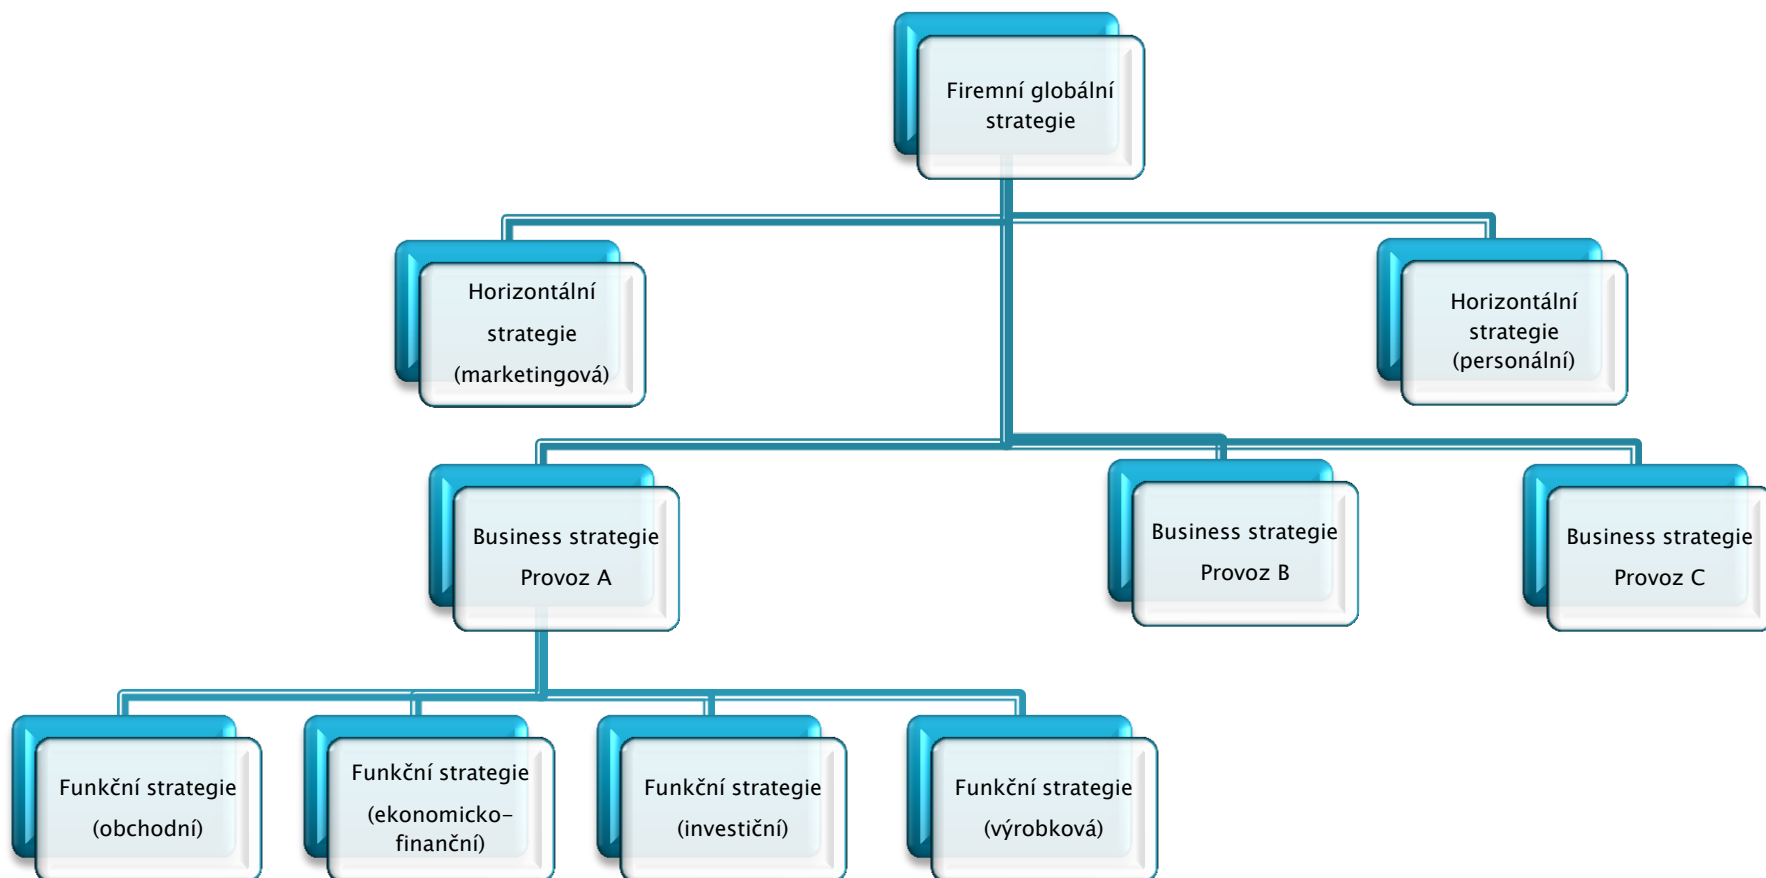 Firemní globální
strategie
Horizontální
strategie
(marketingová)
Horizontální
strategie
(personální)
Business strategie
Provoz A
Business strategie
Provoz B
Business strategie
Provoz C
Funkční strategie
(obchodní)
Funkční strategie
(ekonomicko-
finanční)
Funkční strategie
(investiční)
Funkční strategie
(výrobková)